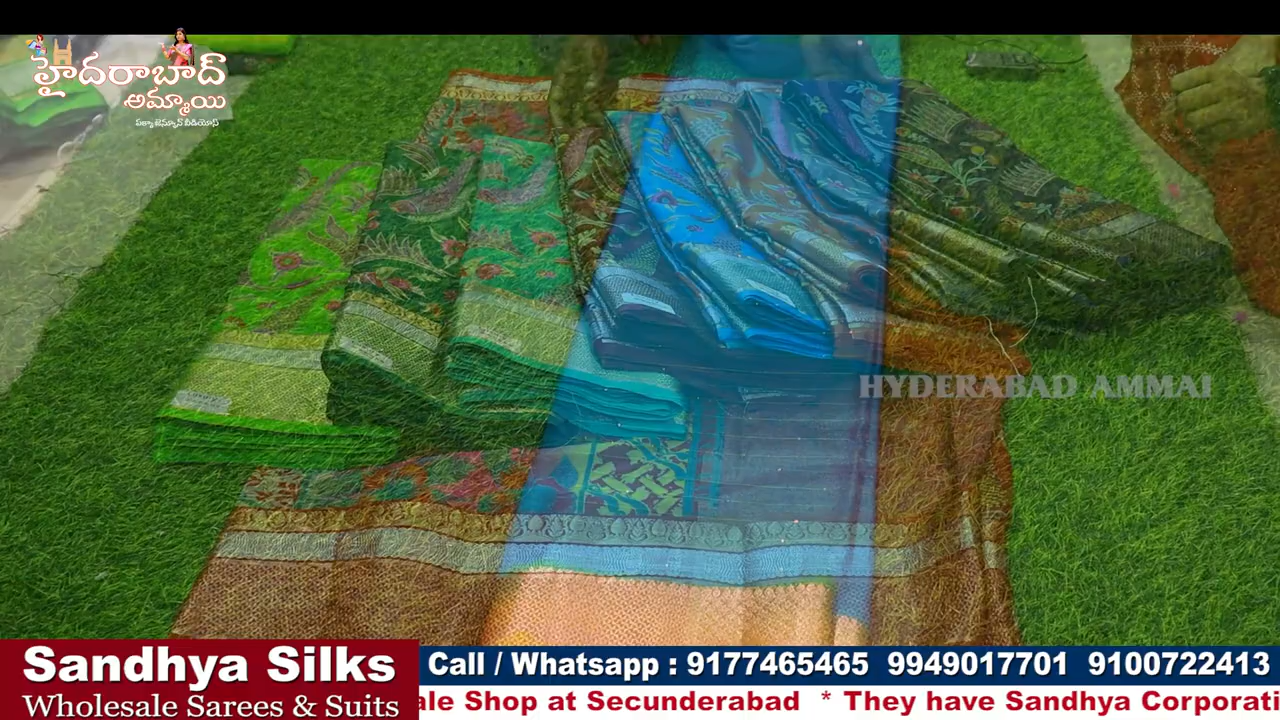 హైదరాబాద్
అమ్మాయి
పక్కా జెన్యూన్ వీడియోస్
HYDERABAD AMMAI
Sandhya Silks
Wholesale Sarees & Suits
Call / Whatsapp : 9177465465 9949017701 9100722413
ale Shop at Secunderabad * They have Sandhya Corporati